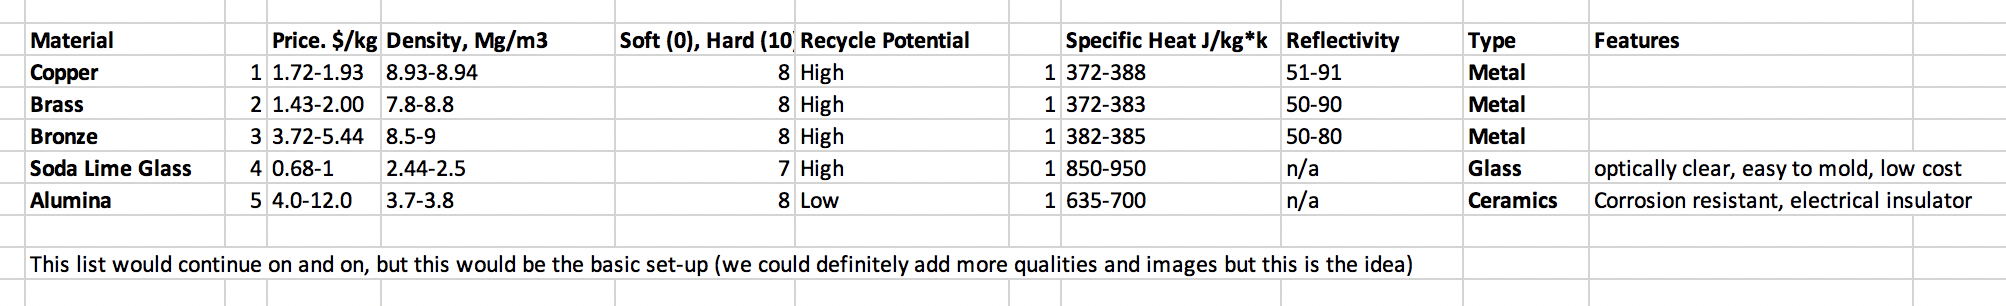 Material Price. $/kg Density, Mg/m3 Soft (0), Hard (10 Recycle Potential Specific Heat J/kg*k Reflectivity Type Features
Copper 1 1.72-1.93 8.93-8.94 8 High 1 372-388 51-91 Metal
Brass 2 1.43-2.00 7.8-8.8 8 High 1 372-383 50-90 Metal
Bronze 3 3.72-5.44 8.5-9 8 High 1 382-385 50-80 Metal
Soda Lime Glass 4 0.68-1 2.44-2.5 7 High 1 850-950 n/a Glass optically clear, easy to mold, low cost
Alumina 5 4.0-12.0 3.7-3.8 8 Low 1 635-700 n/a Ceramics Corrosion resistant, electrical insulator
This list would continue on and on, but this would be the basic set-up (we could definitely add more qualities and images but this is the idea)